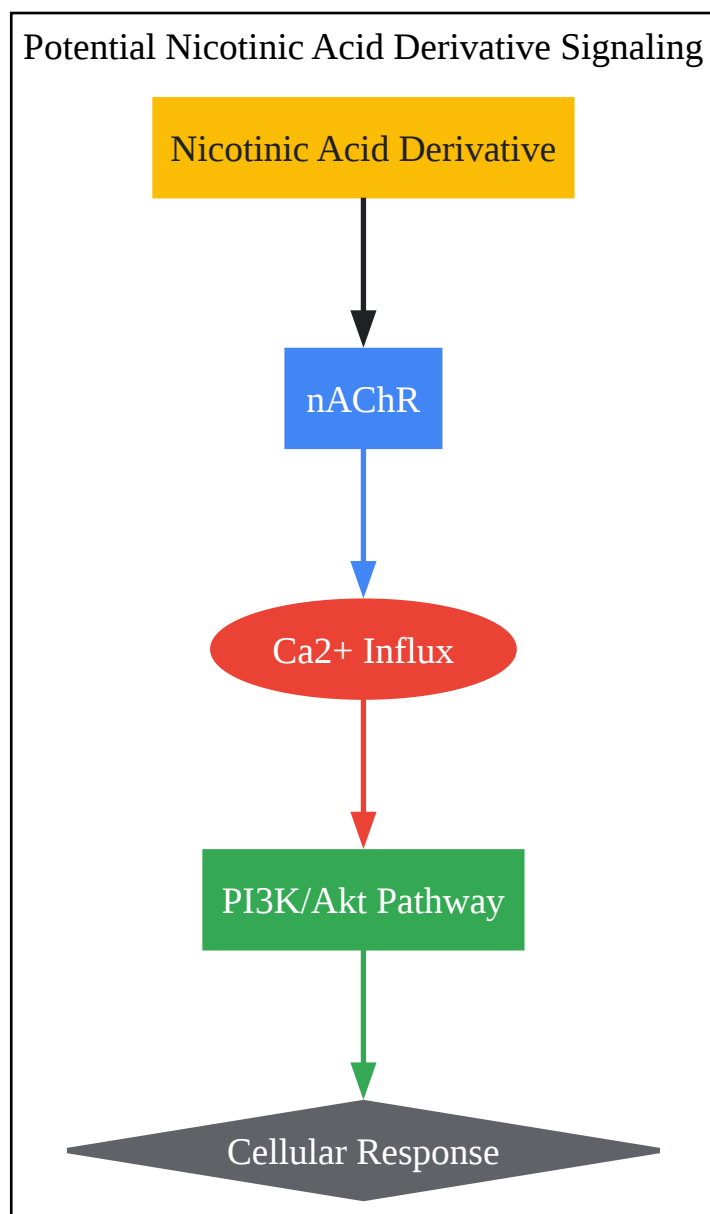 Potential Nicotinic Acid Derivative Signaling
Nicotinic Acid Derivative
nAChR
Ca2+ Influx
PI3K/Akt Pathway
Cellular Response